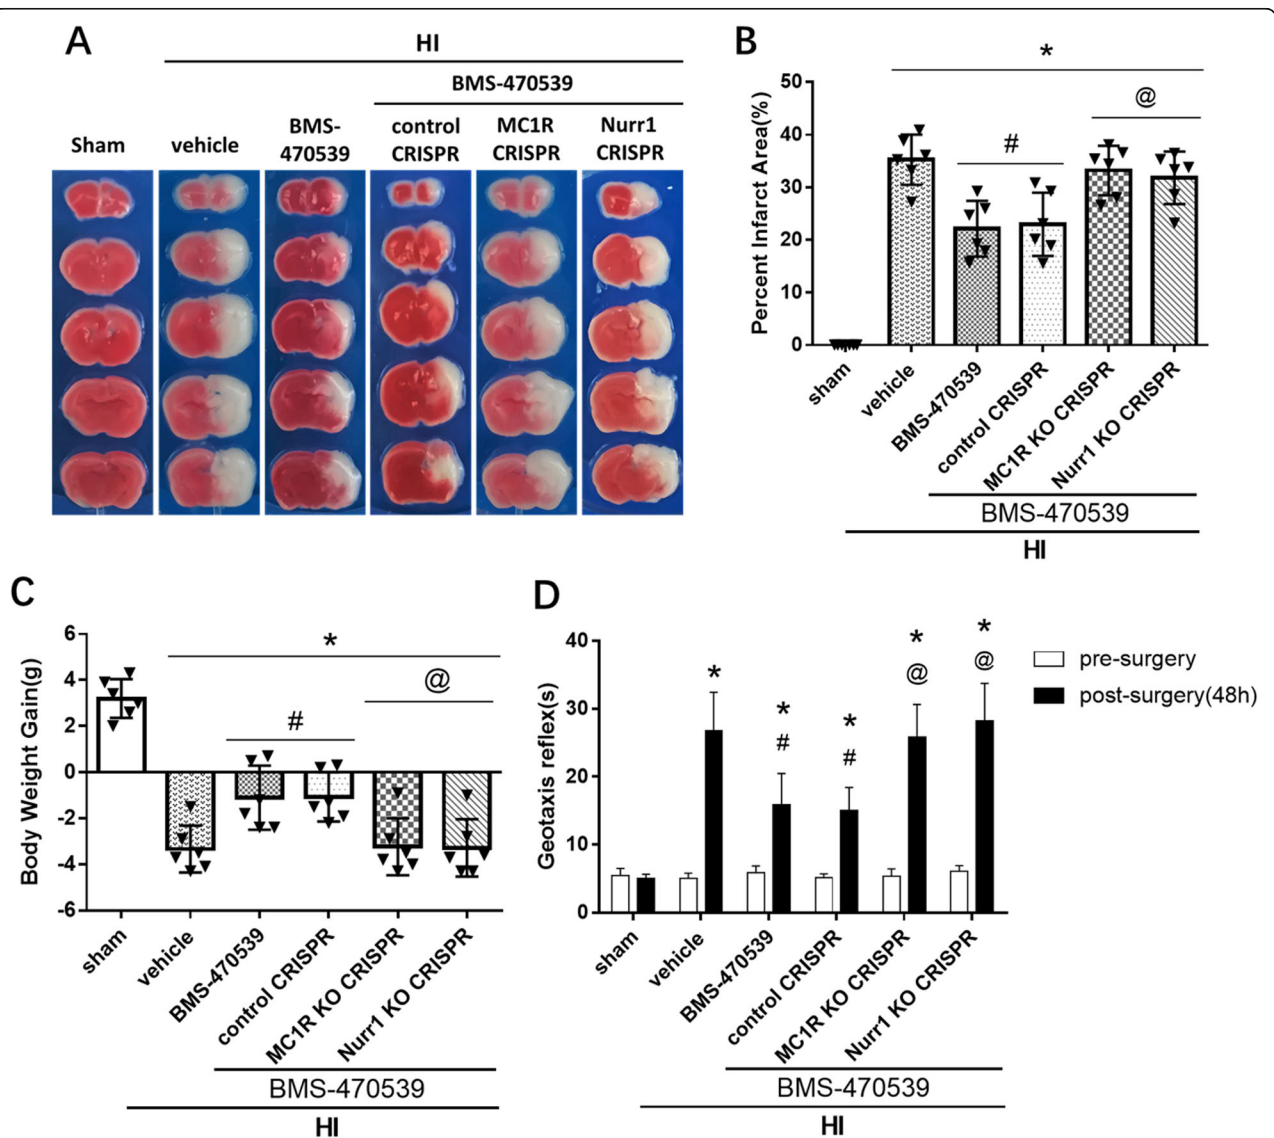 A
HI
BMS-470539
Sham
vehicle
BMS-
470539
control
CRISPR
MC1R
CRISPR
Nurr1
CRISPR
B
*
@
#
Percent Infarct Area(%)
50
40
30
20
10
0
sham
vehicle
BMS-470539
control CRISPR
MC1R KO CRISPR
Nurr1 KO CRISPR
BMS-470539
HI
C
*
@
#
Body Weight Gain(g)
6
4
2
0
-2
-4
-6
sham
vehicle
BMS-470539
control CRISPR
MC1R KO CRISPR
Nurr1 KO CRISPR
BMS-470539
HI
D
Geotaxis reflex(s)
40
30
20
10
0
*
*
#
*
#
*
@
*
@
pre-surgery
post-surgery(48h)
sham
vehicle
BMS-470539
control CRISPR
MC1R KO CRISPR
Nurr1 KO CRISPR
BMS-470539
HI